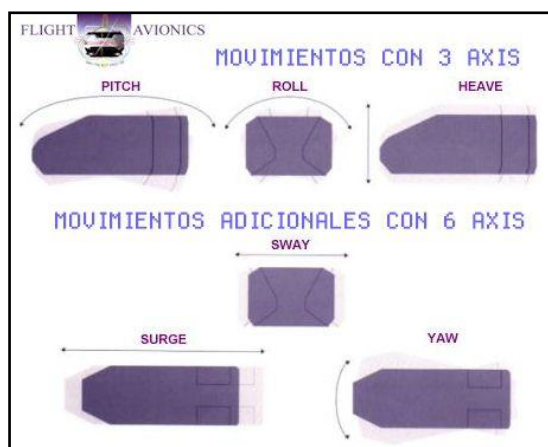 FLIGHT AVIONICS
MOVIMIENTOS CON 3 AXIS
PITCH
ROLL
HEAVE
MOVIMIENTOS ADICIONALES CON 6 AXIS
SWAY
SURGE
YAW